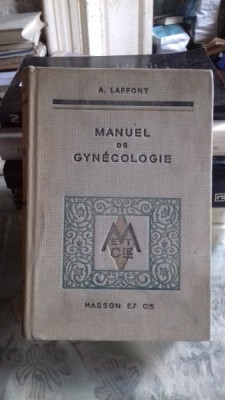 A. LAFFONT
MANUEL
DE
GYNÉCOLOGIE
M
ET
CIE
MASSON ET CIE